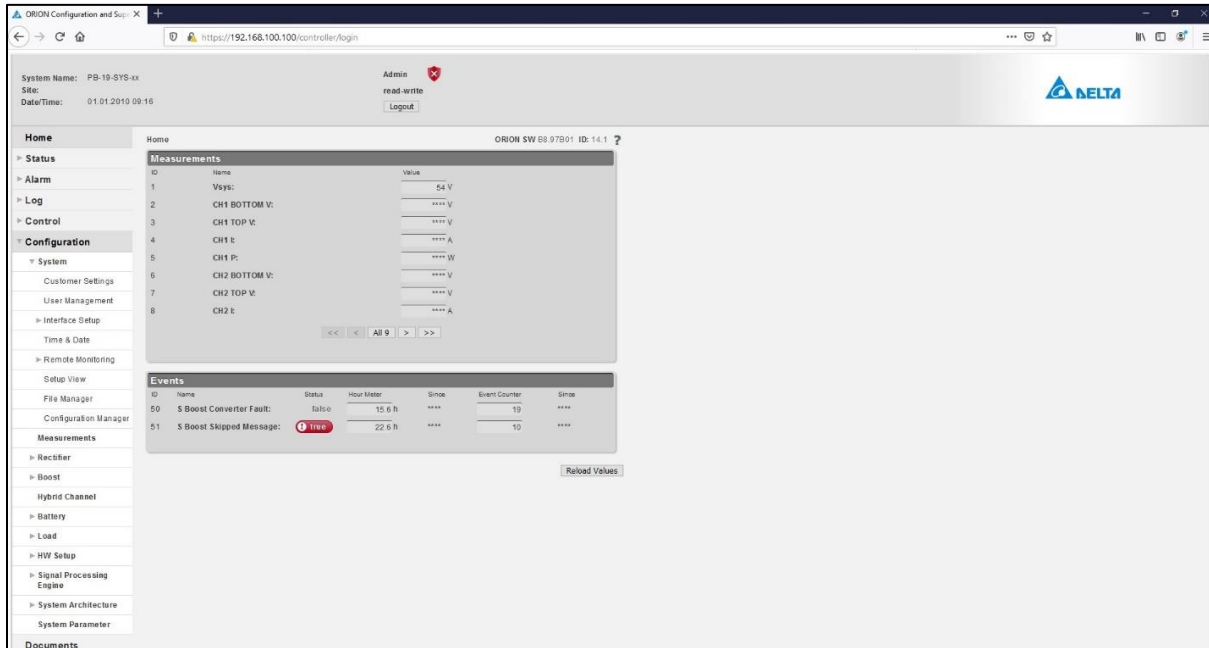 ORION Configuration and Sup
https://192.168.100.100/controller/login
System Name: PB-19-SYS-xx
Site:
Date/Time: 01.01.2010 09:16
Admin
read-write
Logout
DELTA
Home
Status
Alarm
Log
Control
Configuration
System
Customer Settings
User Management
Interface Setup
Time & Date
Remote Monitoring
Setup View
File Manager
Configuration Manager
Measurements
Rectifier
Boost
Hybrid Channel
Battery
Load
HW Setup
Signal Processing
Engine
System Architecture
System Parameter
Documents
Home ORION SW B8.97B01 ID: 14.1 ?
Measurements
ID Name Value
1 Vsys: 54 V
2 CH1 BOTTOM V: **** V
3 CH1 TOP V: **** V
4 CH1 I: **** A
5 CH1 P: **** W
6 CH2 BOTTOM V: **** V
7 CH2 TOP V: **** V
8 CH2 I: **** A
<< < All 9 > >>
Events
ID Name Status Hour Meter Since Event Counter Since
50 S Boost Converter Fault: false 15.6 h **** 19 ****
51 S Boost Skipped Message: ! true 22.6 h **** 10 ****
Reload Values